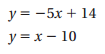 y = −5x + 14
y = x − 10